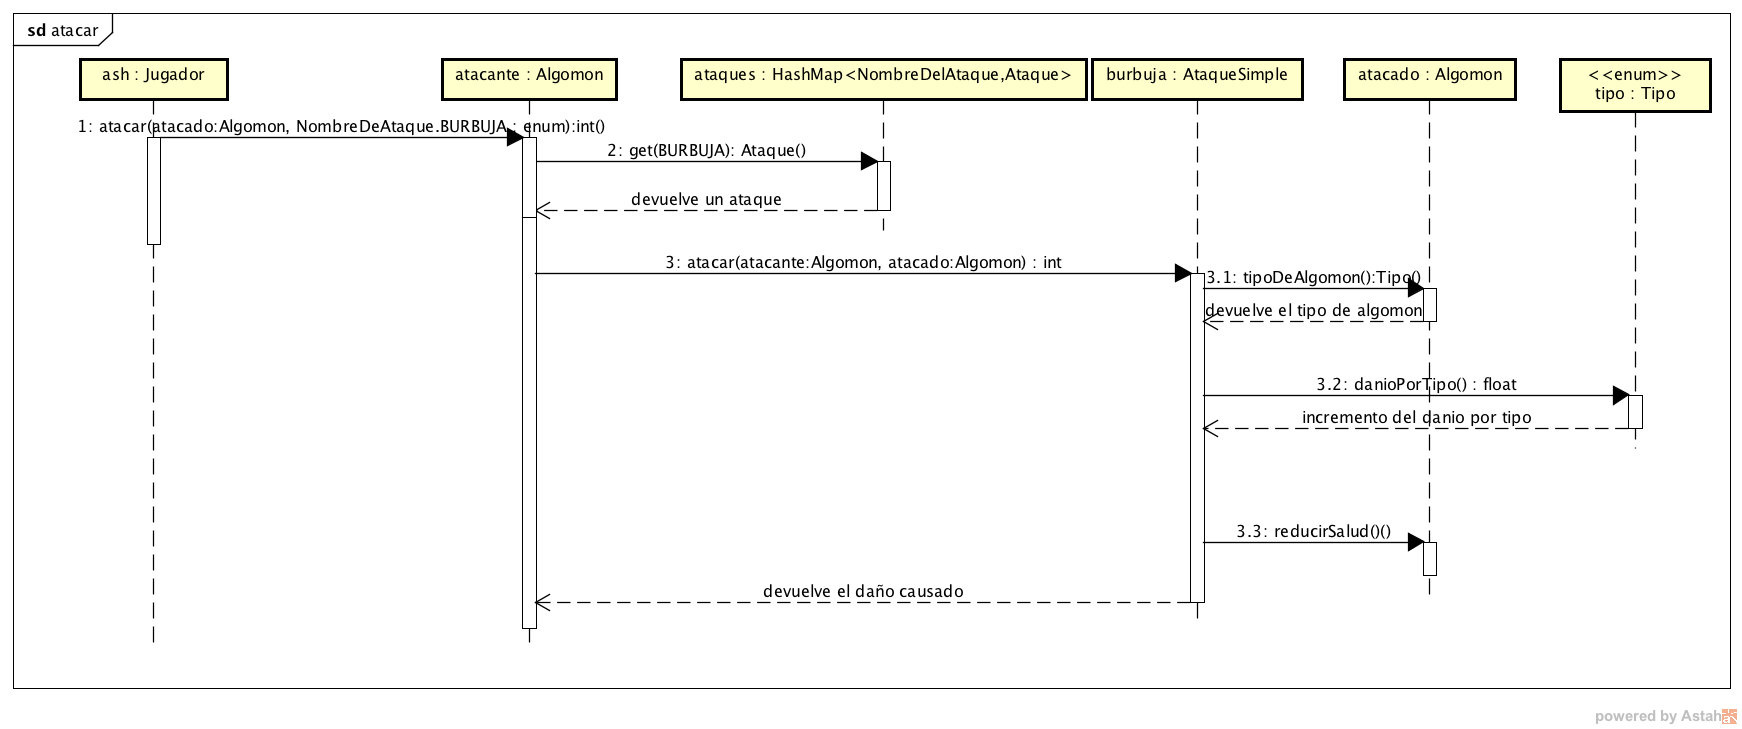 sd atacar
ash : Jugador
atacante : Algomon
ataques : HashMap<NombreDelAtaque,Ataque>
burbuja : AtaqueSimple
atacado : Algomon
<<enum>>
tipo : Tipo
1: atacar(atacado:Algomon, NombreDeAtaque.BURBUJA : enum):int()
2: get(BURBUJA): Ataque()
devuelve un ataque
3: atacar(atacante:Algomon, atacado:Algomon) : int
3.1: tipoDeAlgomon():Tipo()
devuelve el tipo de algomon
3.2: danioPorTipo() : float
incremento del danio por tipo
3.3: reducirSalud()()
devuelve el daño causado
powered by Astah